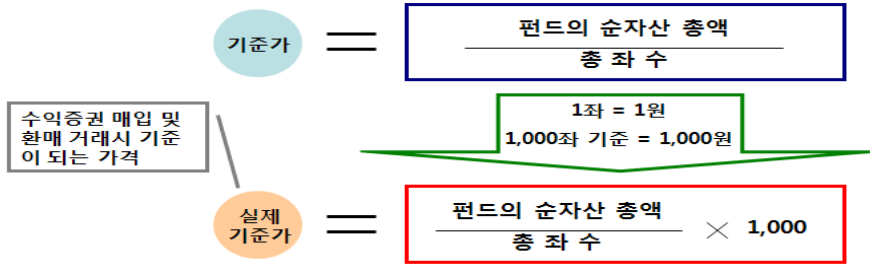 기준가
펀드의 순자산 총액
총 좌 수
수익증권 매입 및
환매 거래시 기준
이 되는 가격
1좌 = 1원
1,000좌 기준 = 1,000원
실제
기준가
펀드의 순자산 총액
총 좌 수
× 1,000